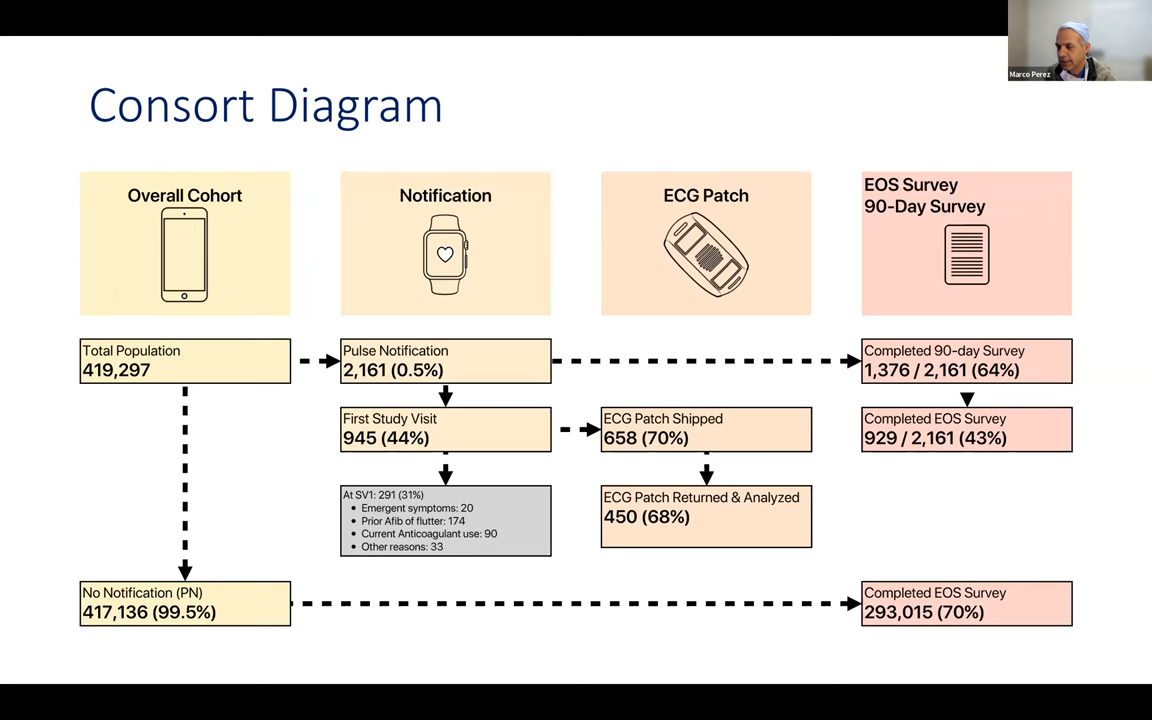 Marco Perez
Consort Diagram
Overall Cohort
Notification
ECG Patch
EOS Survey
90-Day Survey
Total Population
419,297
Pulse Notification
2,161 (0.5%)
Completed 90-day Survey
1,376 / 2,161 (64%)
First Study Visit
945 (44%)
ECG Patch Shipped
658 (70%)
Completed EOS Survey
929 / 2,161 (43%)
At SV1: 291 (31%)
• Emergent symptoms: 20
• Prior Afib of flutter: 174
• Current Anticoagulant use: 90
• Other reasons: 33
ECG Patch Returned & Analyzed
450 (68%)
No Notification (PN)
417,136 (99.5%)
Completed EOS Survey
293,015 (70%)